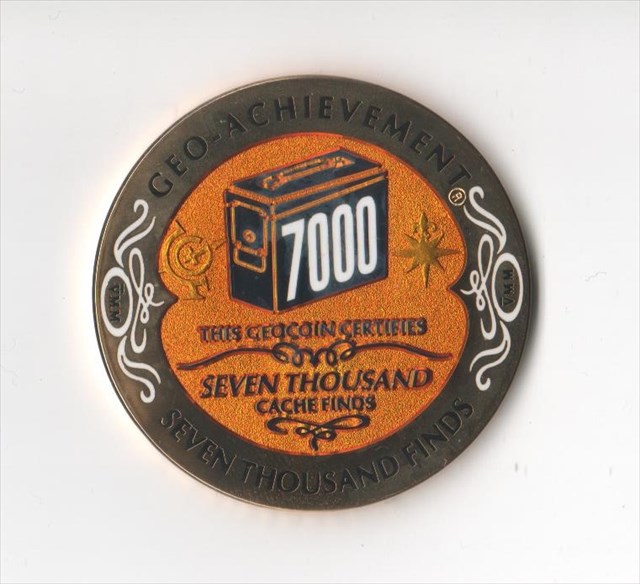 GEO-ACHIEVEMENT®
7000
THIS GEOCOIN CERTIFIES
SEVEN THOUSAND
CACHE FINDS
SEVEN THOUSAND FINDS